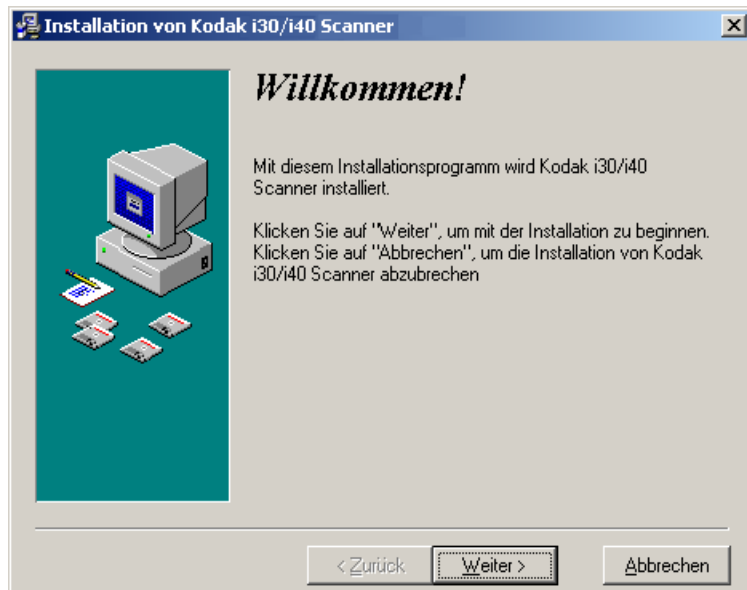 Installation von Kodak i30/i40 Scanner
Willkommen!
Mit diesem Installationsprogramm wird Kodak i30/i40
Scanner installiert.
Klicken Sie auf "Weiter", um mit der Installation zu beginnen.
Klicken Sie auf "Abbrechen", um die Installation von Kodak
i30/i40 Scanner abzubrechen
< Zurück Weiter > Abbrechen